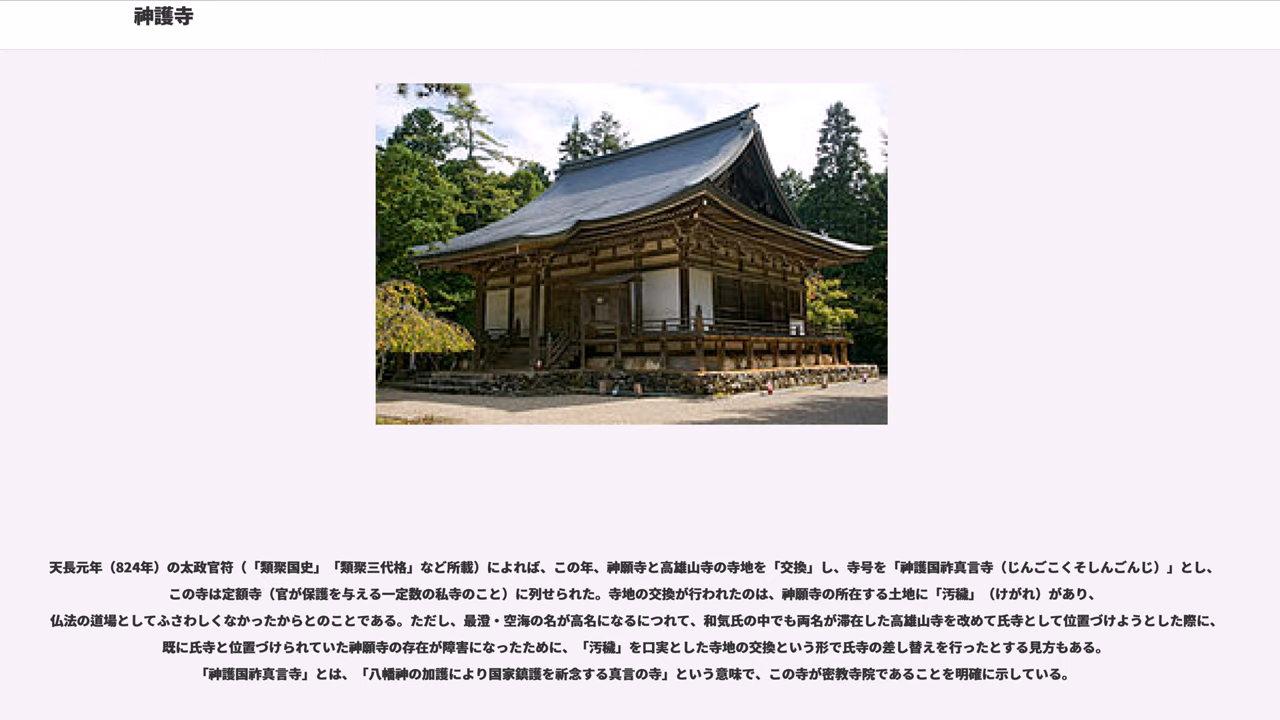 神護寺
天長元年（824年）の太政官符（「類聚国史」「類聚三代格」など所載）によれば、この年、神願寺と高雄山寺の寺地を「交換」し、寺号を「神護国祚真言寺（じんごこくそしんごんじ）」とし、
この寺は定額寺（官が保護を与える一定数の私寺のこと）に列せられた。寺地の交換が行われたのは、神願寺の所在する土地に「汚穢」（けがれ）があり、
仏法の道場としてふさわしくなかったからとのことである。ただし、最澄・空海の名が高名になるにつれて、和気氏の中でも両名が滞在した高雄山寺を改めて氏寺として位置づけようとした際に、
既に氏寺と位置づけられていた神願寺の存在が障害になったために、「汚穢」を口実とした寺地の交換という形で氏寺の差し替えを行ったとする見方もある。
「神護国祚真言寺」とは、「八幡神の加護により国家鎮護を祈念する真言の寺」という意味で、この寺が密教寺院であることを明確に示している。